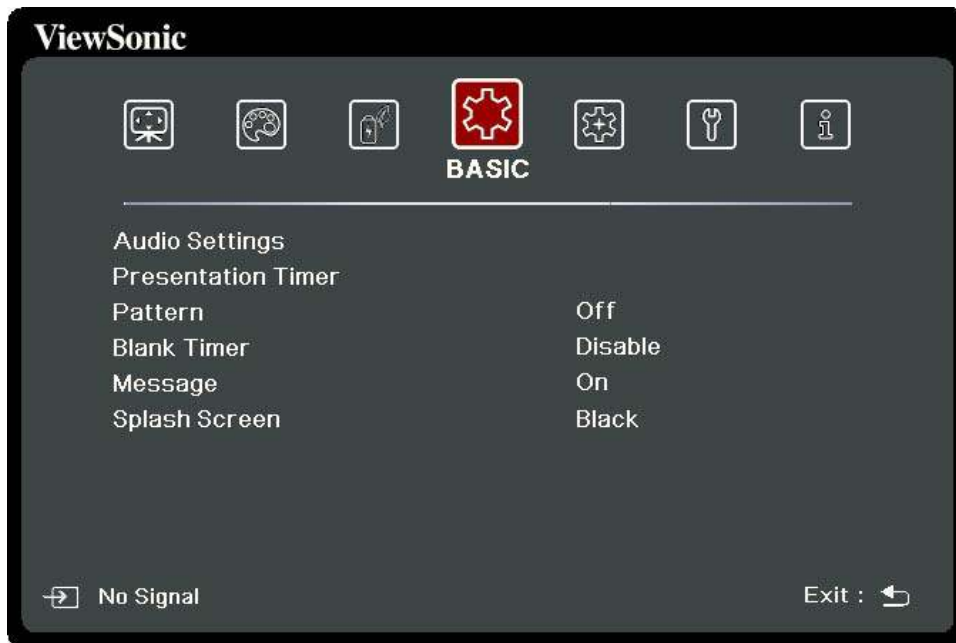 ViewSonic
BASIC
Audio Settings
Presentation Timer
Pattern Off
Blank Timer Disable
Message On
Splash Screen Black
No Signal Exit :